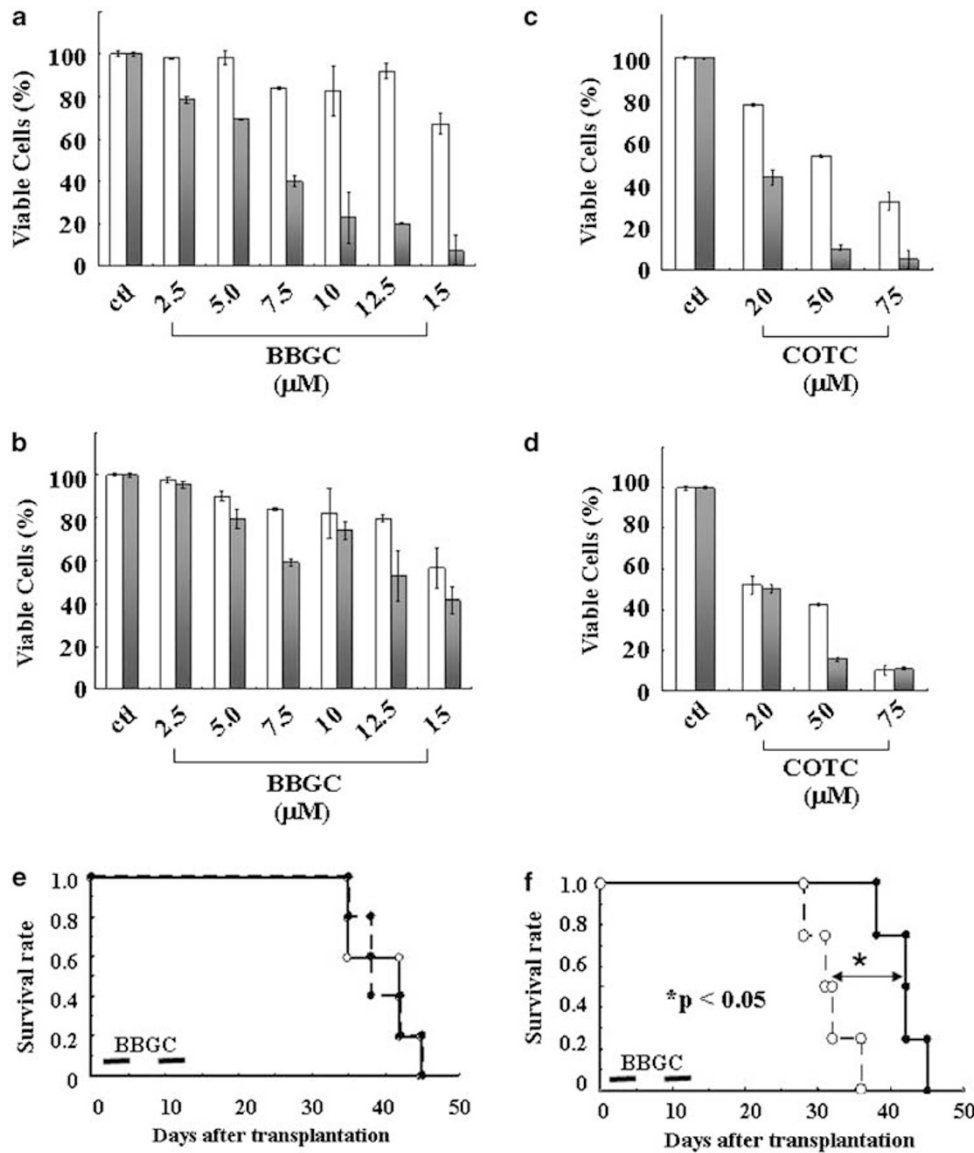 a
Viable Cells (%)
100
80
60
40
20
0
ctl 2.5 5.0 7.5 10 12.5 15
BBGC
(µM)
c
Viable Cells (%)
100
80
60
40
20
0
ctl 20 50 75
COTC
(µM)
b
Viable Cells (%)
100
80
60
40
20
0
ctl 2.5 5.0 7.5 10 12.5 15
BBGC
(µM)
d
Viable Cells (%)
100
80
60
40
20
0
ctl 20 50 75
COTC
(µM)
e
Survival rate
1.0
0.8
0.6
0.4
0.2
0
BBGC
0 10 20 30 40 50
Days after transplantation
f
Survival rate
1.0
0.8
0.6
0.4
0.2
0
*
*p < 0.05
BBGC
0 10 20 30 40 50
Days after transplantation